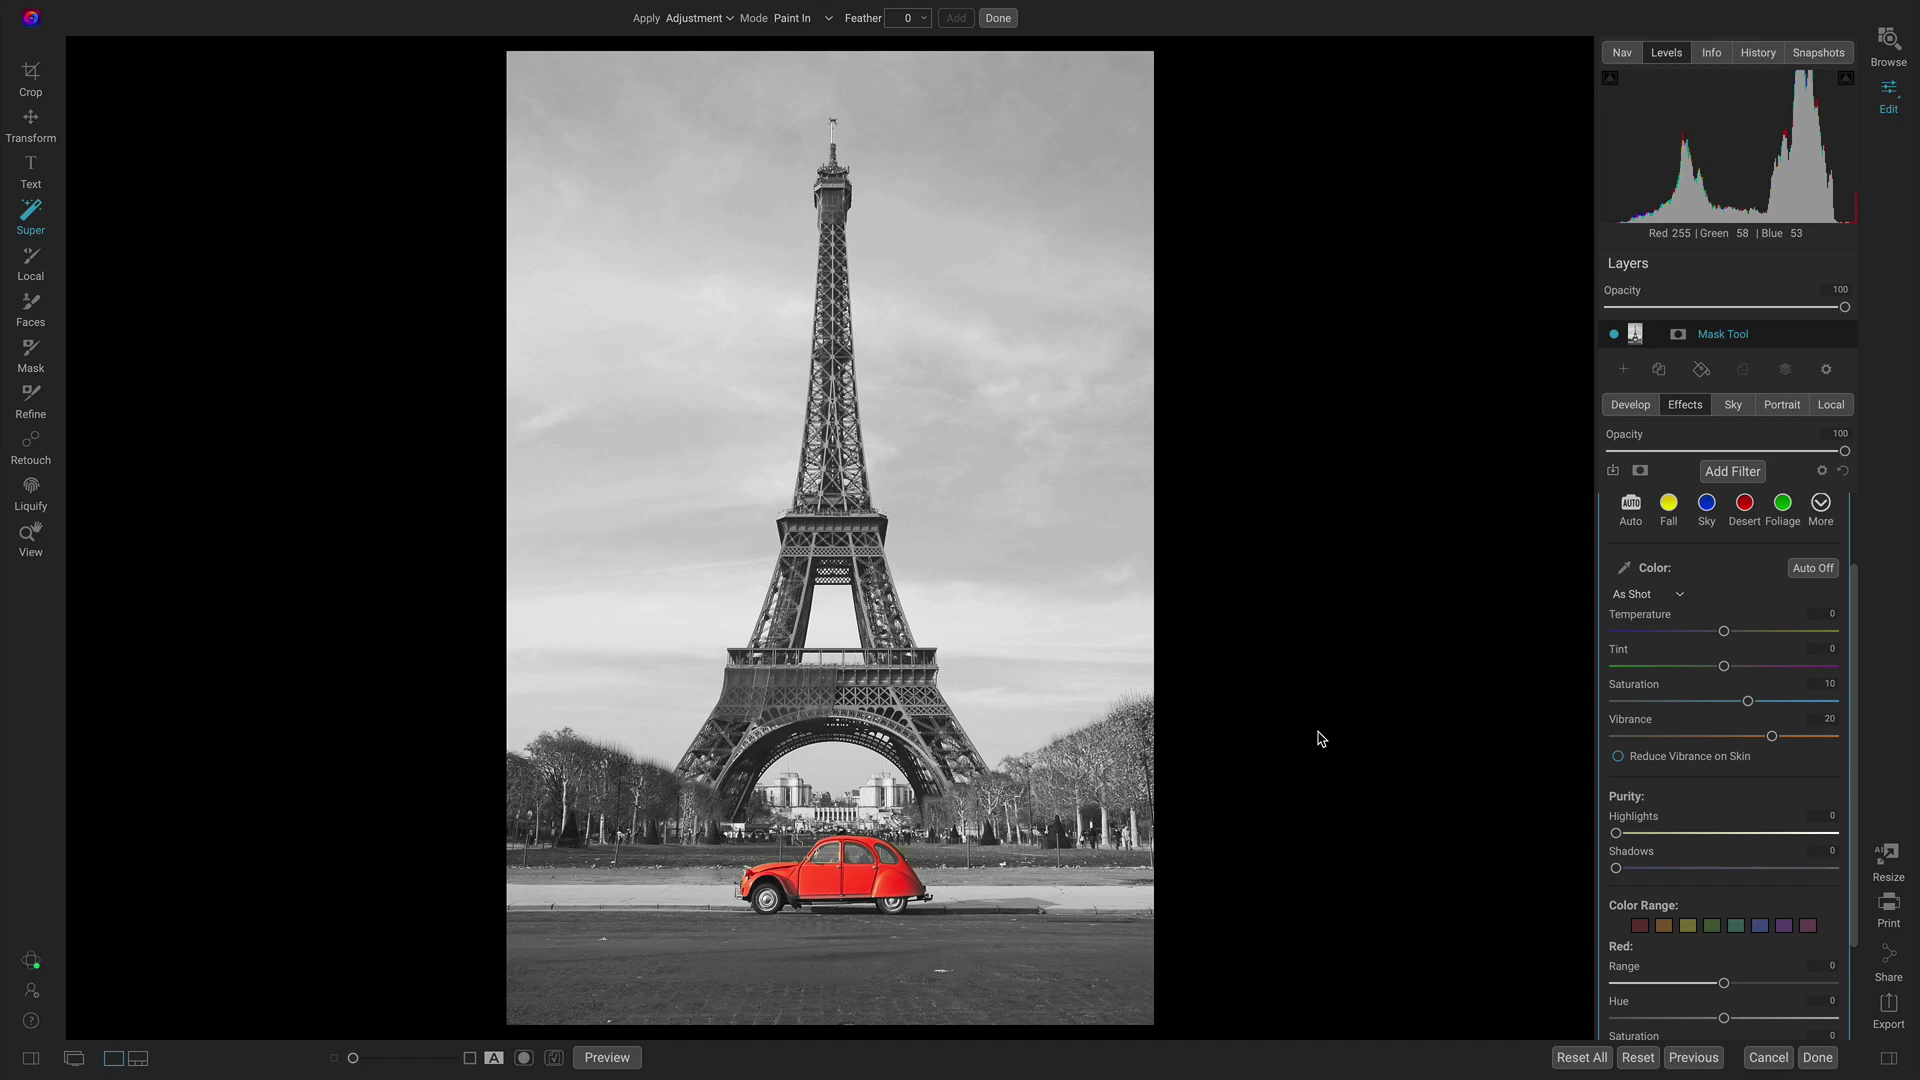 Apply Adjustment Mode Paint In Feather 0 Add Done
Crop
Transform
Text
Super
Local
Faces
Mask
Refine
Retouch
Liquify
View
Nav Levels Info History Snapshots
Red 255 | Green 58 | Blue 53
Layers
Opacity 100
Mask Tool
Develop Effects Sky Portrait Local
Opacity 100
Add Filter
AUTO
Auto Fall Sky Desert Foliage More
Color: Auto Off
As Shot
Temperature 0
Tint 0
Saturation 10
Vibrance 20
Reduce Vibrance on Skin
Purity:
Highlights 0
Shadows 0
Color Range:
Red:
Range 0
Hue 0
Saturation 0
Browse
Edit
AI
Resize
Print
Share
Export
A Preview
Reset All Reset Previous Cancel Done